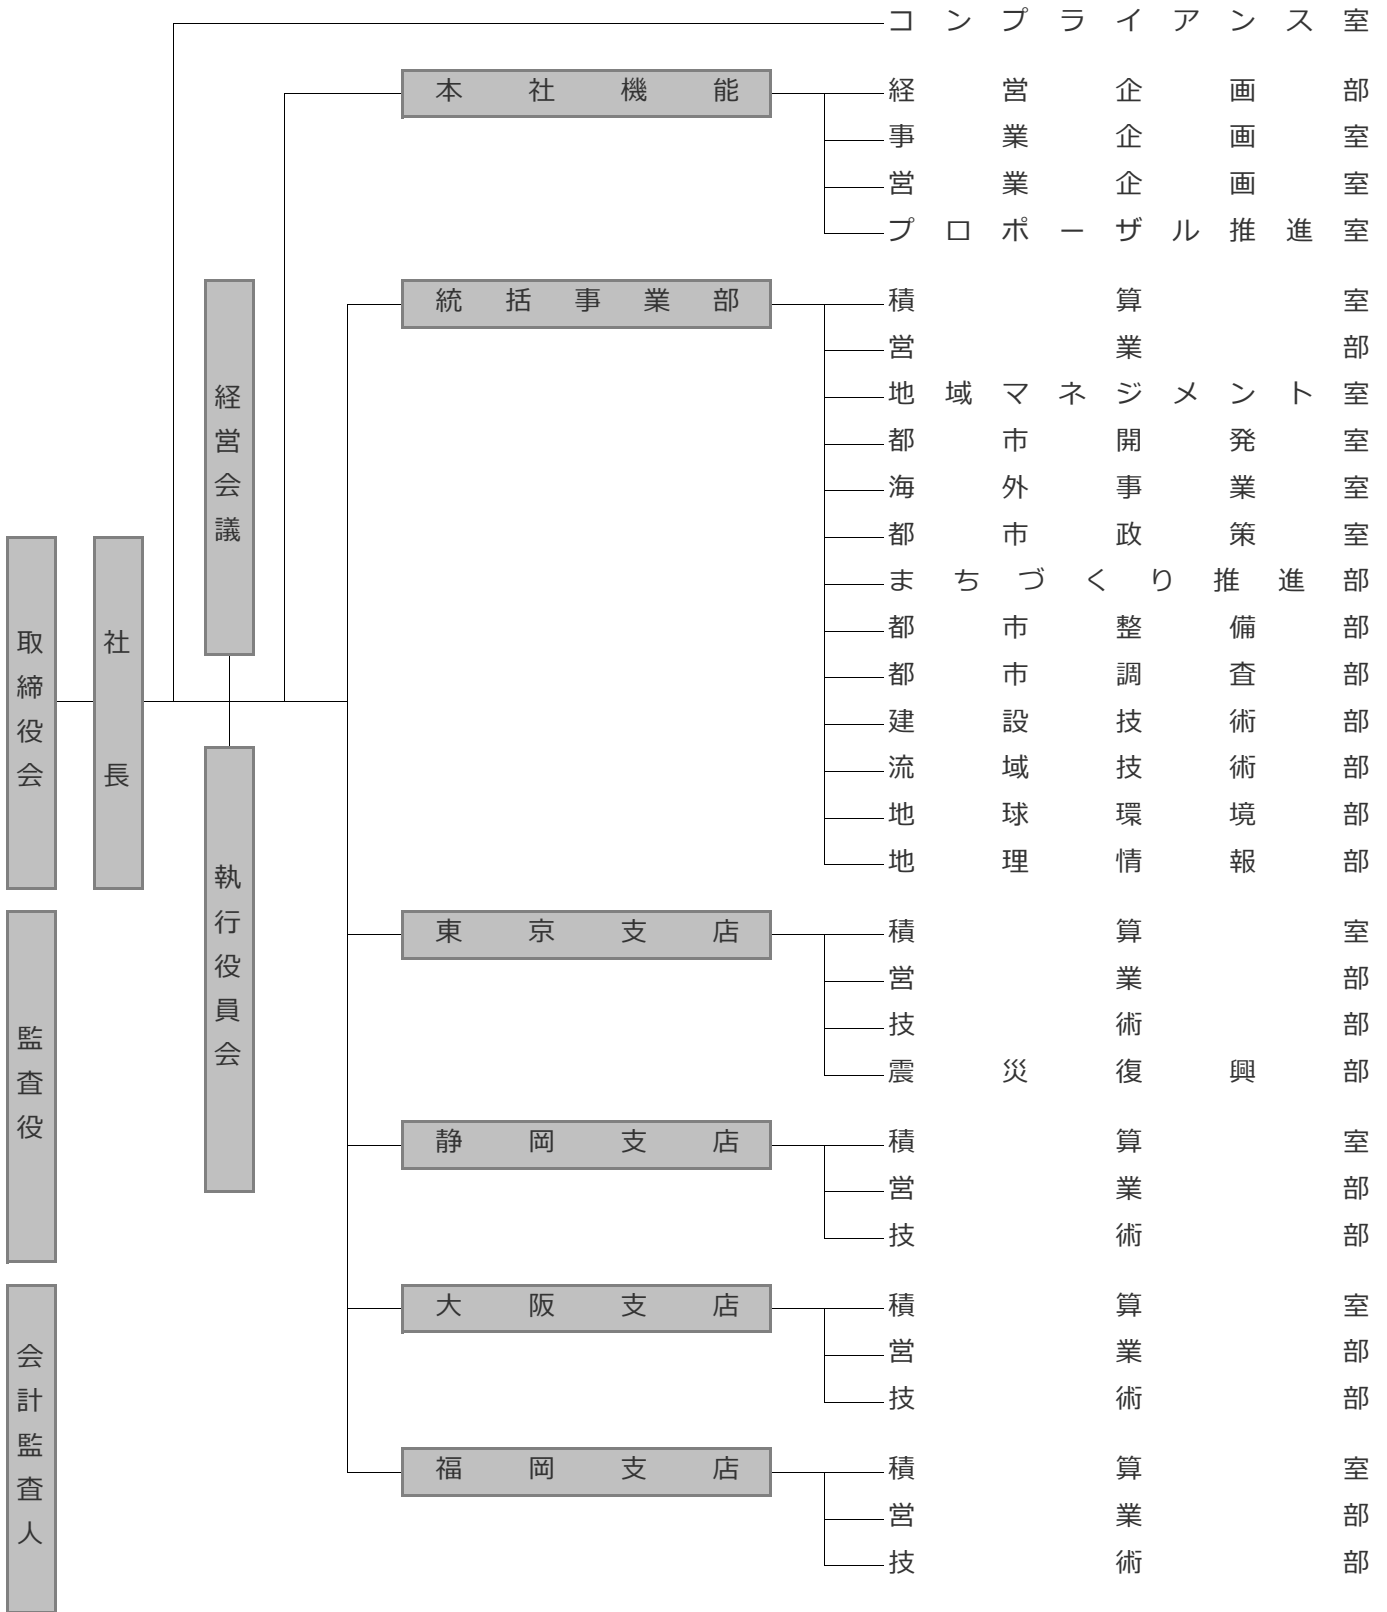 コンプライアンス室
本社機能
経営企画部
事業企画室
営業企画室
プロポーザル推進室
経営会議
統括事業部
積算室
営業部
地域マネジメント室
都市開発室
海外事業室
都市政策室
まちづくり推進部
都市整備部
都市調査部
建設技術部
流域技術部
地球環境部
地理情報部
取締役会
社長
執行役員会
東京支店
積算室
営業部
技術部
震災復興部
監査役
静岡支店
積算室
営業部
技術部
大阪支店
積算室
営業部
技術部
会計監査人
福岡支店
積算室
営業部
技術部